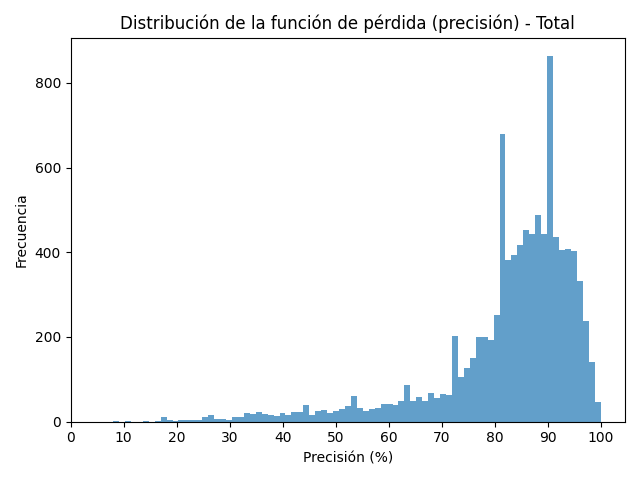 Distribución de la función de pérdida (precisión) - Total
Frecuencia
800
600
400
200
0
0 10 20 30 40 50 60 70 80 90 100
Precisión (%)